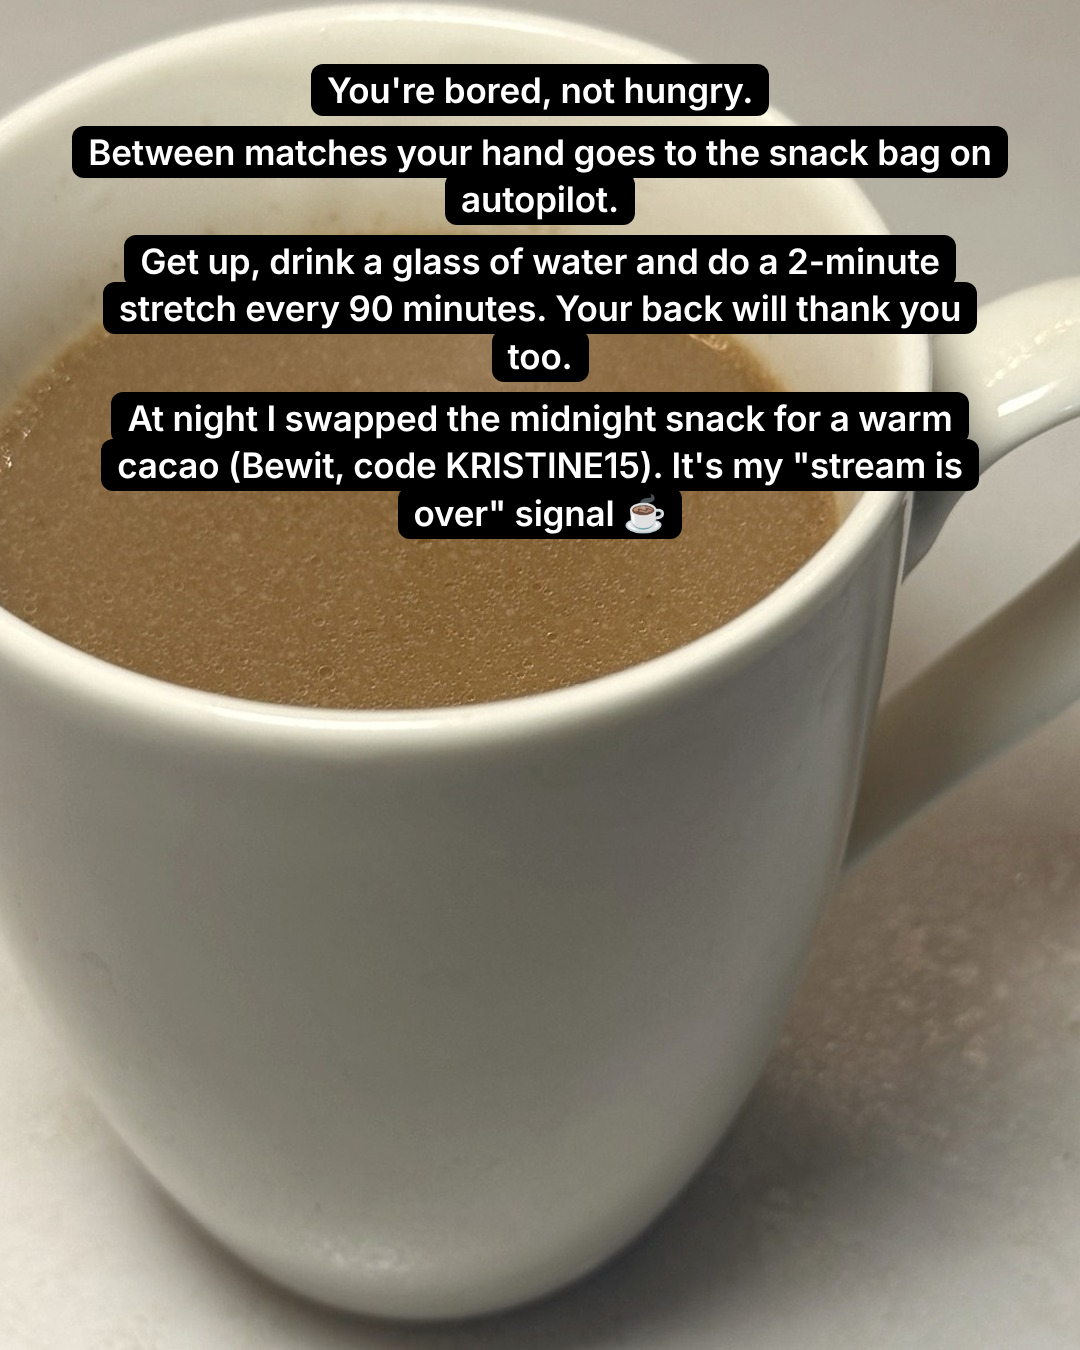 You're bored, not hungry.
Between matches your hand goes to the snack bag on
autopilot.
Get up, drink a glass of water and do a 2-minute
stretch every 90 minutes. Your back will thank you
too.
At night I swapped the midnight snack for a warm
cacao (Bewit, code KRISTINE15). It's my "stream is
over" signal ☕